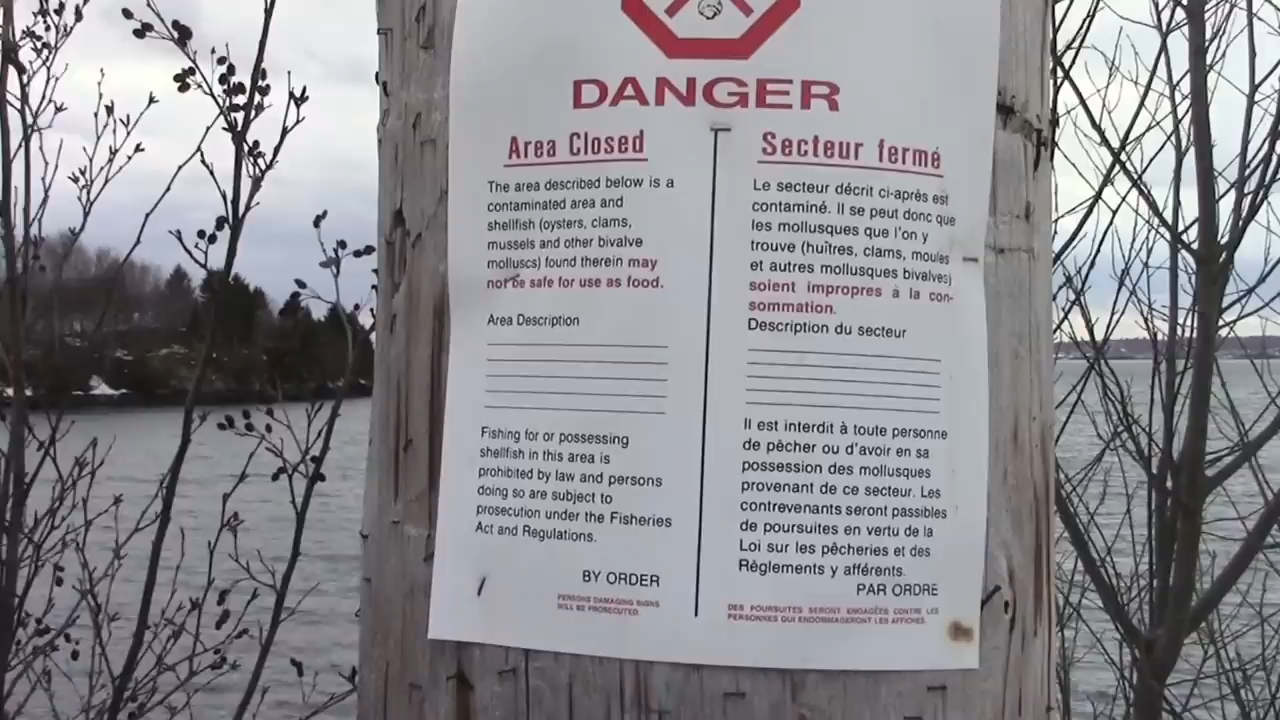 DANGER
Area Closed
The area described below is a
contaminated area and
shellfish (oysters, clams,
mussels and other bivalve
molluscs) found therein may
not be safe for use as food.
Area Description
Fishing for or possessing
shellfish in this area is
prohibited by law and persons
doing so are subject to
prosecution under the Fisheries
Act and Regulations.
BY ORDER
PERSONS DAMAGING SIGNS
WILL BE PROSECUTED.
Secteur fermé
Le secteur décrit ci-après est
contaminé. Il se peut donc que
les mollusques que l'on y
trouve (huîtres, clams, moules
et autres mollusques bivalves)
soient impropres à la con-
sommation.
Description du secteur
Il est interdit à toute personne
de pêcher ou d'avoir en sa
possession des mollusques
provenant de ce secteur. Les
contrevenants seront passibles
de poursuites en vertu de la
Loi sur les pêcheries et des
Règlements y afférents.
PAR ORDRE
DES POURSUITES SERONT ENGAGÉES CONTRE LES
PERSONNES QUI ENDOMMAGERONT LES AFFICHES.